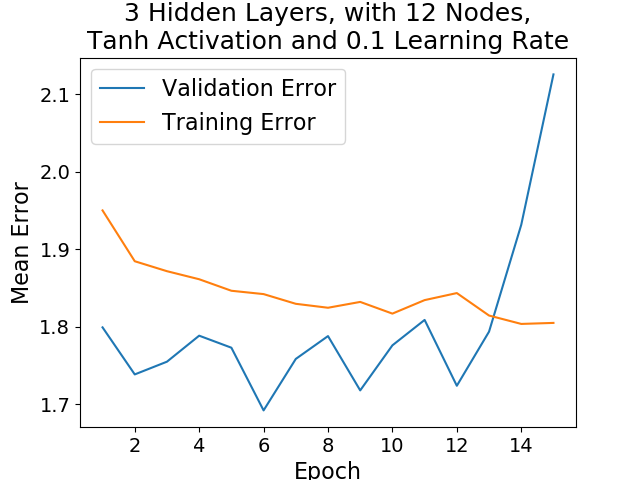 3 Hidden Layers, with 12 Nodes,
Tanh Activation and 0.1 Learning Rate
Validation Error
Training Error
2.1
2.0
1.9
1.8
1.7
Mean Error
2 4 6 8 10 12 14
Epoch